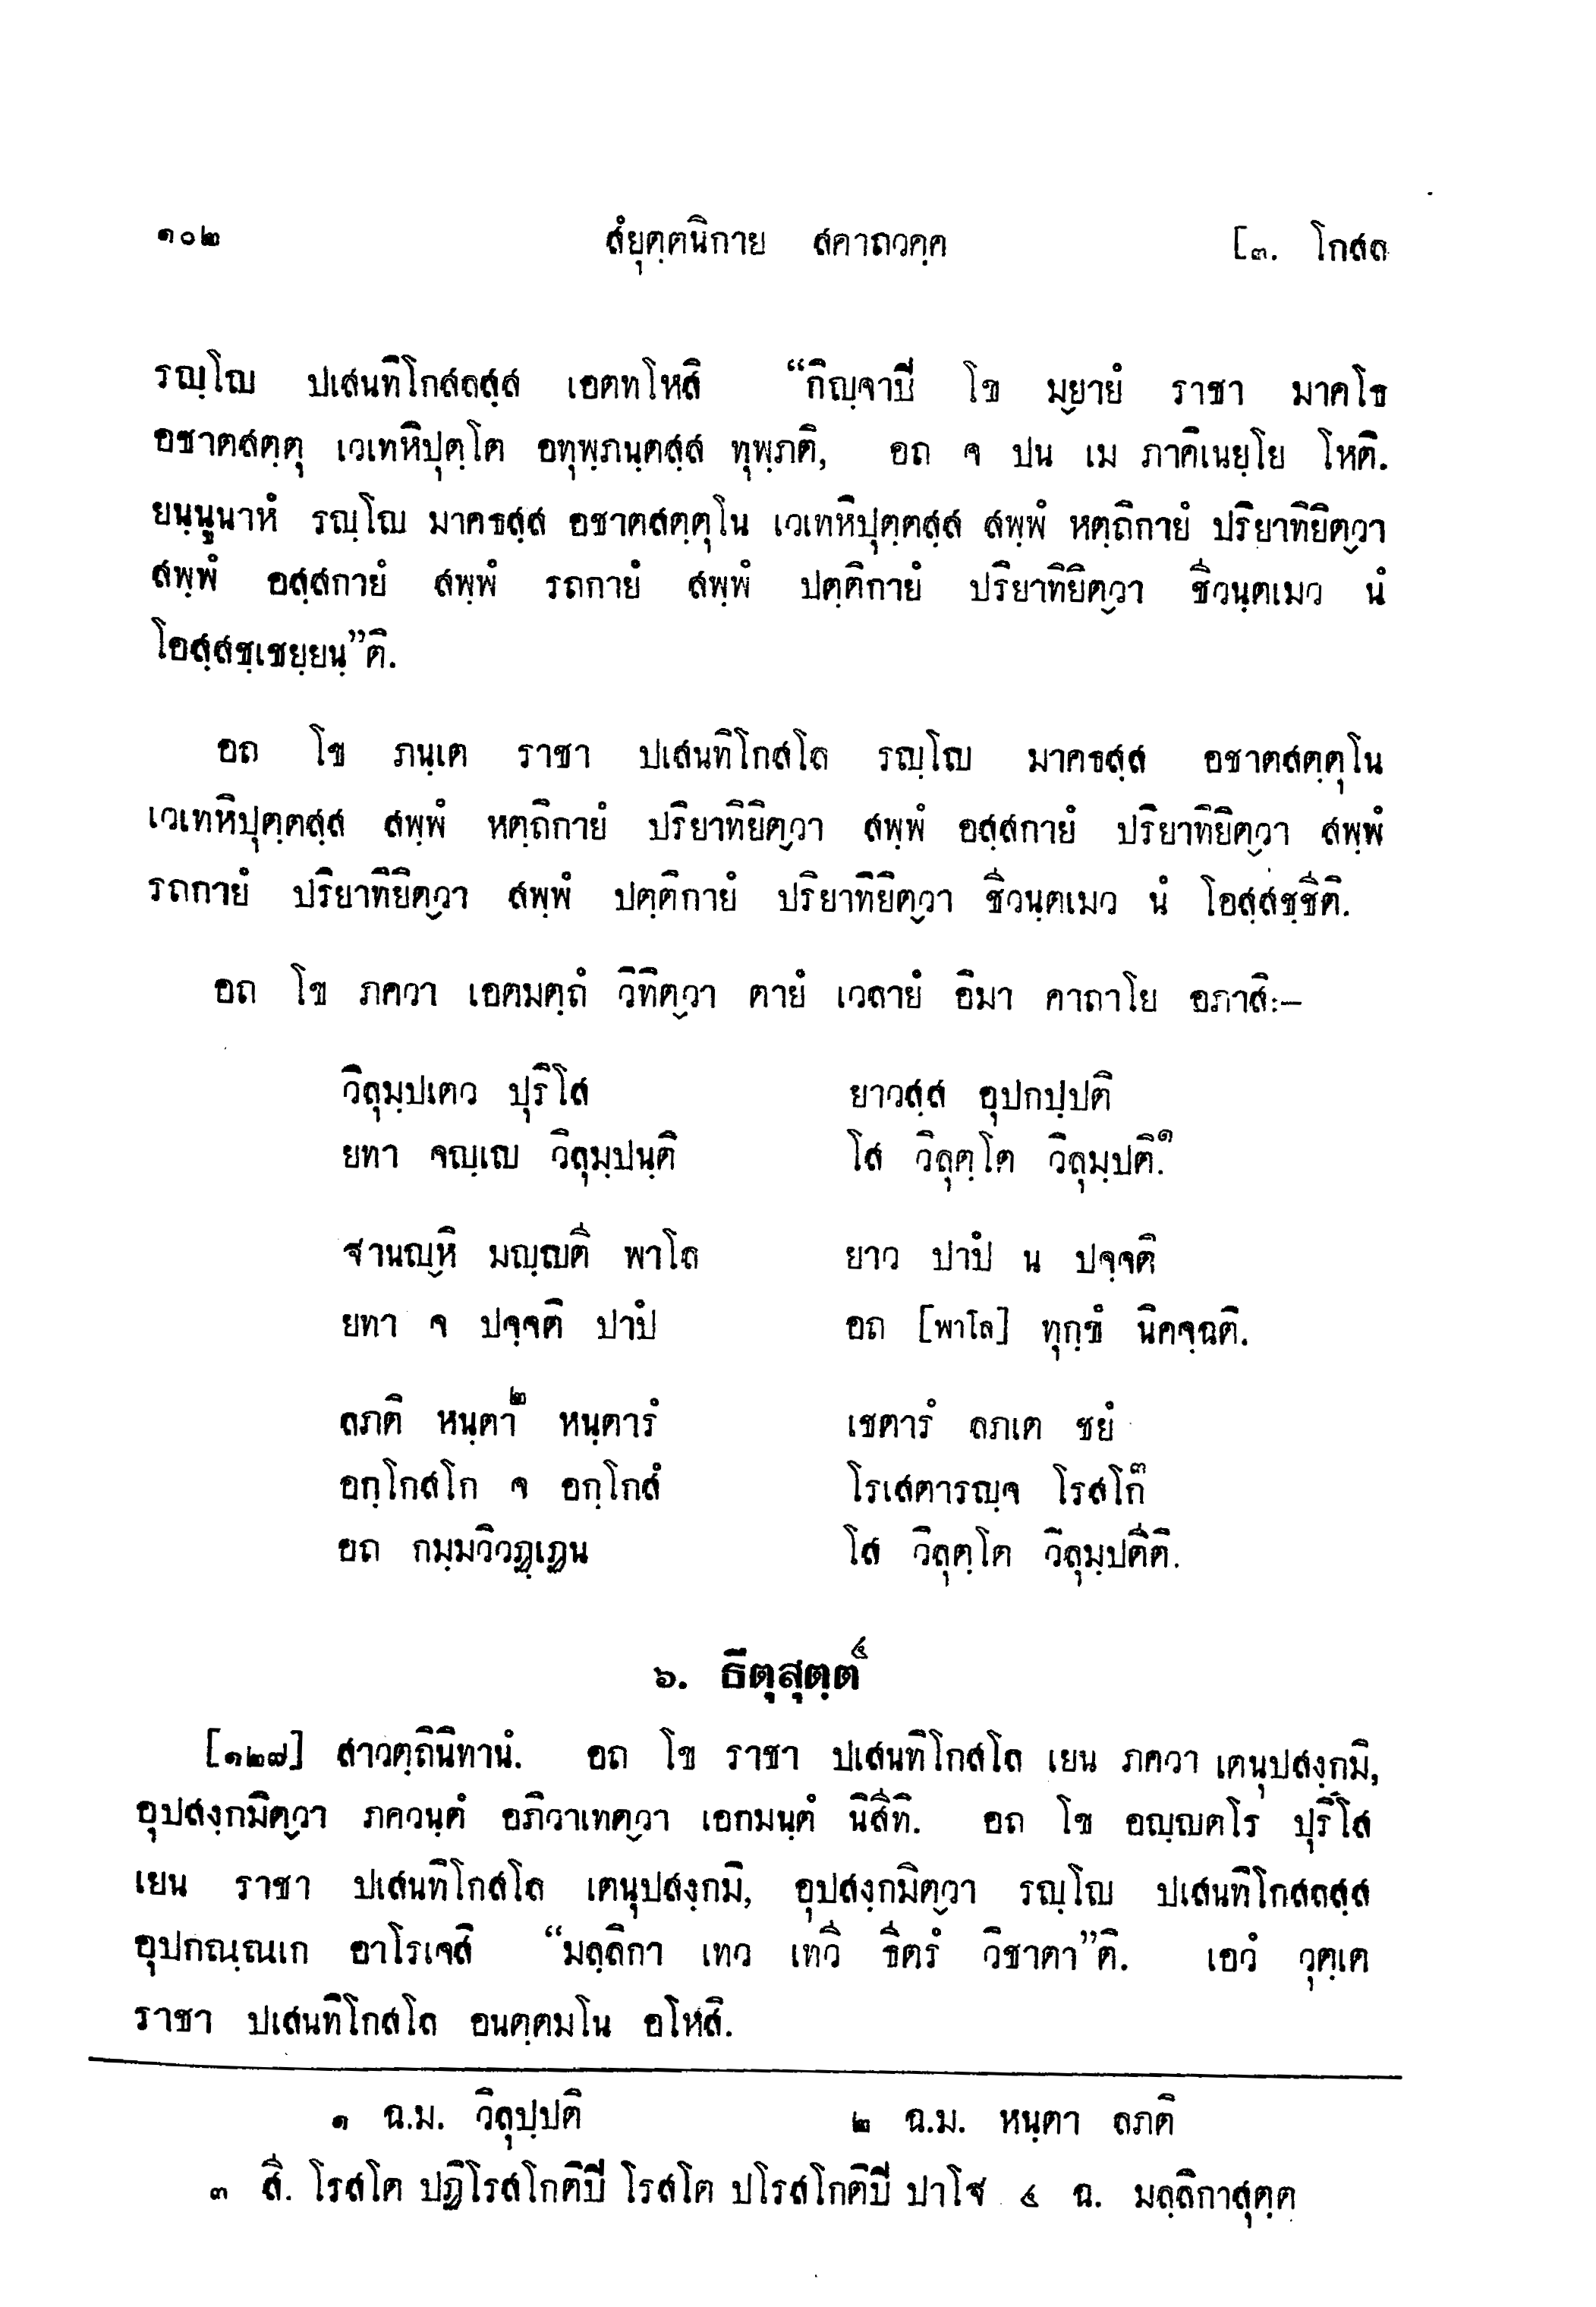 ๑๐๒ สํยุตฺตนิกาย สคาถวคฺค [๓. โกสล
รญฺโญ ปเสนทิโกสลสฺส เอตทโหสิ “กิญฺจาปิ โข มฺยายํ ราชา มาคโธ
อชาตสตฺตุ เวเทหิปุตฺโต อทุพฺภนฺตสฺส ทุพฺภติ, อถ จ ปน เม ภาคิเนยฺโย โหติ.
ยนฺนูนาหํ รญฺโญ มาคธสฺส อชาตสตฺตุโน เวเทหิปุตฺตสฺส สพฺพํ หตฺถิกายํ ปริยาทิยิตฺวา
สพฺพํ อสฺสกายํ สพฺพํ รถกายํ สพฺพํ ปตฺติกายํ ปริยาทิยิตฺวา ชีวนฺตเมว นํ
โอสฺสชฺเชยฺยนฺ”ติ.
อถ โข ภนฺเต ราชา ปเสนทิโกสโล รญฺโญ มาคธสฺส อชาตสตฺตุโน
เวเทหิปุตฺตสฺส สพฺพํ หตฺถิกายํ ปริยาทิยิตฺวา สพฺพํ อสฺสกายํ ปริยาทิยิตฺวา สพฺพํ
รถกายํ ปริยาทิยิตฺวา สพฺพํ ปตฺติกายํ ปริยาทิยิตฺวา ชีวนฺตเมว นํ โอสฺสชฺชีติ.
อถ โข ภควา เอตมตฺถํ วิทิตฺวา ตายํ เวลายํ อิมา คาถาโย อภาสิ:–
วิลุมฺปเตว ปุริโส ยาวสฺส อุปกปฺปติ
ยทา จญฺเญ วิลุมฺปนฺติ โส วิลุตฺโต วิลุมฺปติ.๑
ฐานญฺหิ มญฺญตี พาโล ยาว ปาปํ น ปจฺจติ
ยทา จ ปจฺจติ ปาปํ อถ [พาโล] ทุกฺขํ นิคจฺฉติ.
ลภติ หนฺตา๒ หนฺตารํ เชตารํ ลภเต ชยํ
อกฺโกสโก จ อกฺโกสํ โรเสตารญฺจ โรสโก๓
อถ กมฺมวิวฏฺเฏน โส วิลุตฺโต วิลุมฺปตีติ.
๖. ธีตุสุตฺต๔
[๑๒๗] สาวตฺถินิทานํ. อถ โข ราชา ปเสนทิโกสโล เยน ภควา เตนุปสงฺกมิ,
อุปสงฺกมิตฺวา ภควนฺตํ อภิวาเทตฺวา เอกมนฺตํ นิสีทิ. อถ โข อญฺญตโร ปุริโส
เยน ราชา ปเสนทิโกสโล เตนุปสงฺกมิ, อุปสงฺกมิตฺวา รญฺโญ ปเสนทิโกสลสฺส
อุปกณฺณเก อาโรเจสิ “มลฺลิกา เทว เทวี ธีตรํ วิชาตา”ติ. เอวํ วุตฺเต
ราชา ปเสนทิโกสโล อนตฺตมโน อโหสิ.
๑ ฉ.ม. วิลุปฺปติ ๒ ฉ.ม. หนฺตา ลภติ
๓ สี. โรสโต ปฏิโรสโกติปิ โรสโต ปโรสโกติปิ ปาโฐ ๔ ฉ. มลฺลิกาสุตฺต